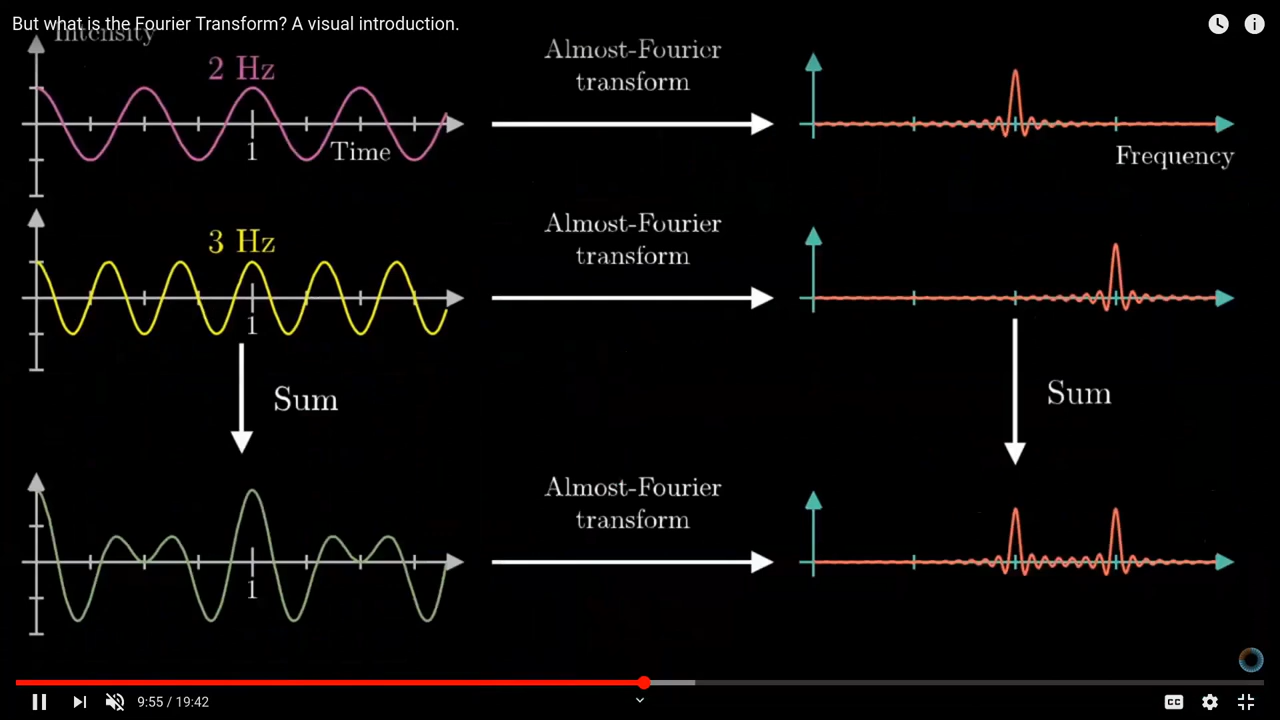 But what is the Fourier Transform? A visual introduction.
Intensity
2 Hz
Almost-Fourier
transform
1
Time
Frequency
3 Hz
Almost-Fourier
transform
1
Sum
Sum
Almost-Fourier
transform
1
9:55 / 19:42
CC